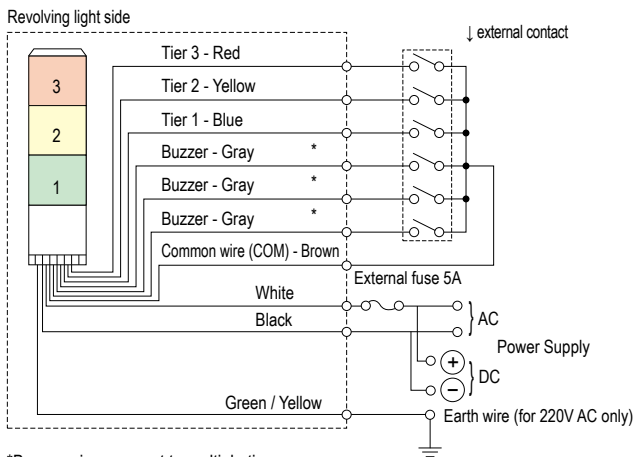 Revolving light side
↓ external contact
Tier 3 - Red
3
Tier 2 - Yellow
2
Tier 1 - Blue
1
Buzzer - Gray *
Buzzer - Gray *
Buzzer - Gray *
Common wire (COM) - Brown
External fuse 5A
White
AC
Black
Power Supply
+
DC
−
Green / Yellow
Earth wire (for 220V AC only)